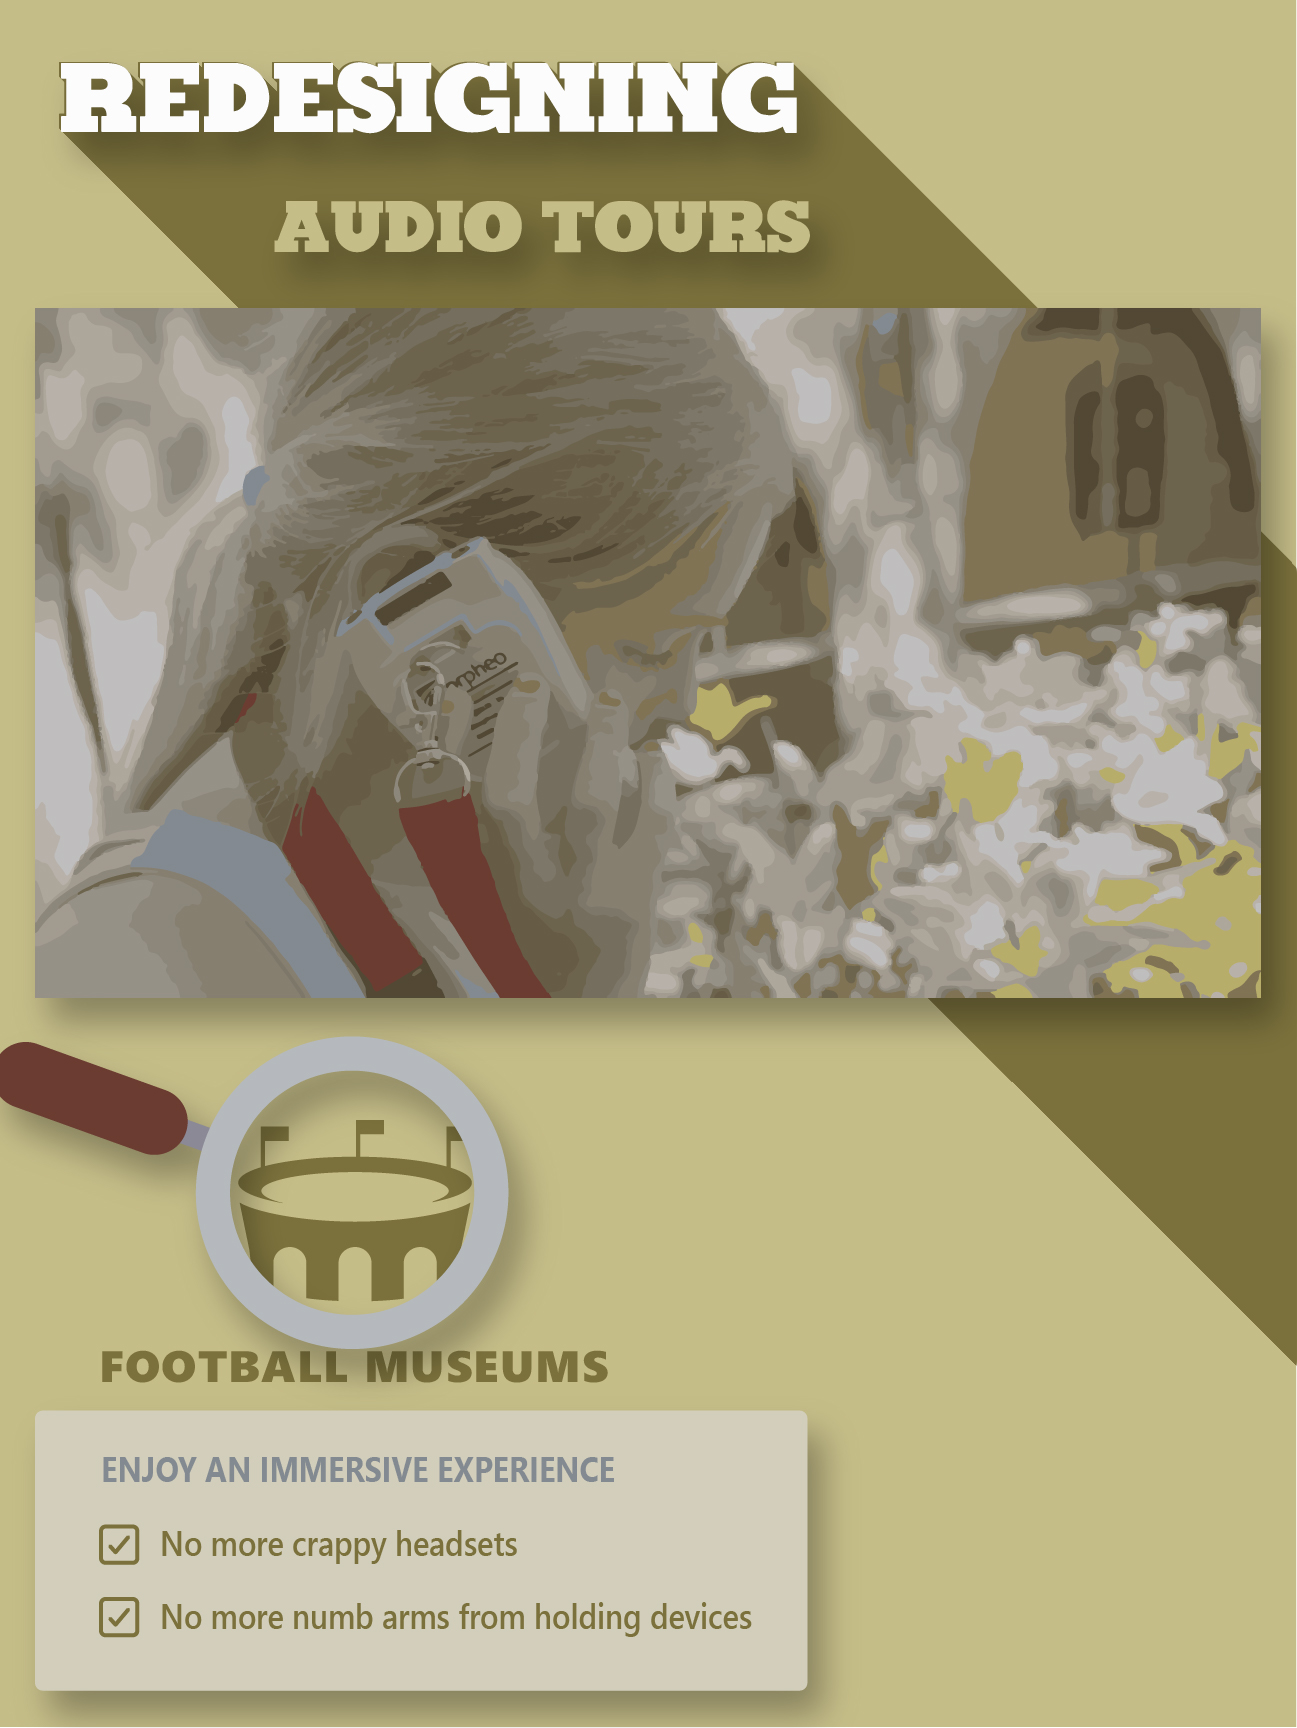 REDESIGNING
AUDIO TOURS
FOOTBALL MUSEUMS
ENJOY AN IMMERSIVE EXPERIENCE
No more crappy headsets
No more numb arms from holding devices